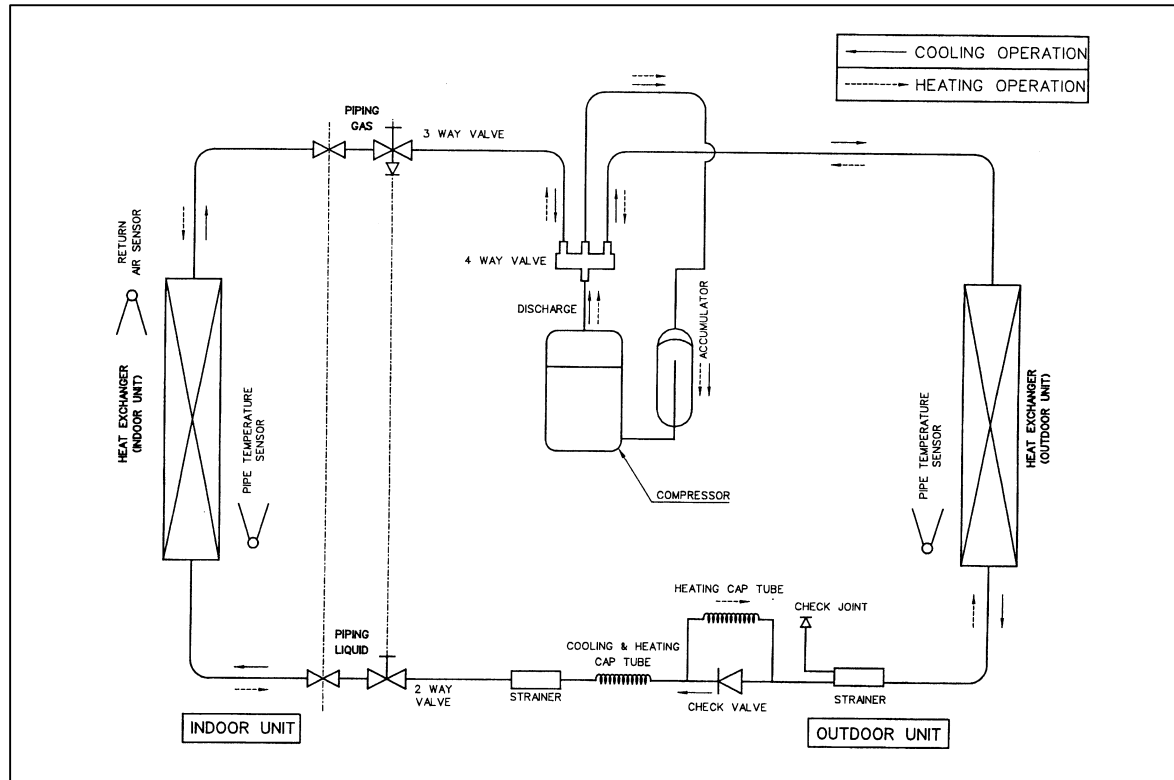 COOLING OPERATION
HEATING OPERATION
PIPING
GAS
3 WAY VALVE
RETURN
AIR SENSOR
4 WAY VALVE
DISCHARGE
ACCUMULATOR
HEAT EXCHANGER
(INDOOR UNIT)
PIPE TEMPERATURE
SENSOR
COMPRESSOR
PIPE TEMPERATURE
SENSOR
HEAT EXCHANGER
(OUTDOOR UNIT)
HEATING CAP TUBE
CHECK JOINT
PIPING
LIQUID
COOLING & HEATING
CAP TUBE
2 WAY
VALVE
STRAINER
CHECK VALVE
STRAINER
INDOOR UNIT
OUTDOOR UNIT